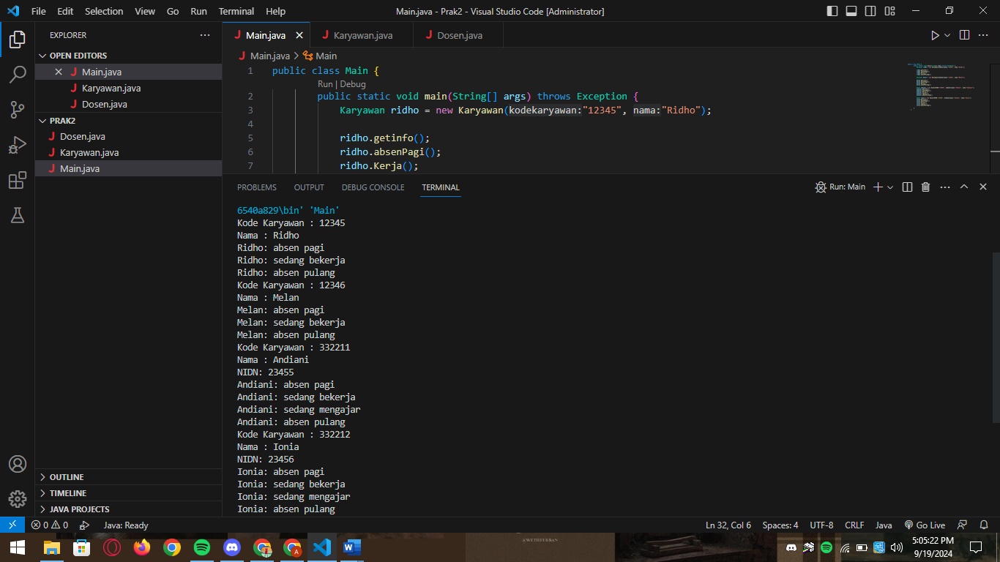 File Edit Selection View Go Run Terminal Help Main.java - Prak2 - Visual Studio Code [Administrator]
EXPLORER
OPEN EDITORS
Main.java
Karyawan.java
Dosen.java
PRAK2
Dosen.java
Karyawan.java
Main.java
OUTLINE
TIMELINE
JAVA PROJECTS
Main.java Karyawan.java Dosen.java
Main.java > Main
1 public class Main {
Run | Debug
2 public static void main(String[] args) throws Exception {
3 Karyawan ridho = new Karyawan(kodekaryawan:"12345", nama:"Ridho");
4
5 ridho.getinfo();
6 ridho.absenPagi();
7 ridho.Kerja();
PROBLEMS OUTPUT DEBUG CONSOLE TERMINAL Run: Main
6540a829\bin' 'Main'
Kode Karyawan : 12345
Nama : Ridho
Ridho: absen pagi
Ridho: sedang bekerja
Ridho: absen pulang
Kode Karyawan : 12346
Nama : Melan
Melan: absen pagi
Melan: sedang bekerja
Melan: absen pulang
Kode Karyawan : 332211
Nama : Andiani
NIDN: 23455
Andiani: absen pagi
Andiani: sedang bekerja
Andiani: sedang mengajar
Andiani: absen pulang
Kode Karyawan : 332212
Nama : Ionia
NIDN: 23456
Ionia: absen pagi
Ionia: sedang bekerja
Ionia: sedang mengajar
Ionia: absen pulang
0 0 Java: Ready Ln 32, Col 6 Spaces: 4 UTF-8 CRLF Java Go Live
5:05:22 PM
9/19/2024